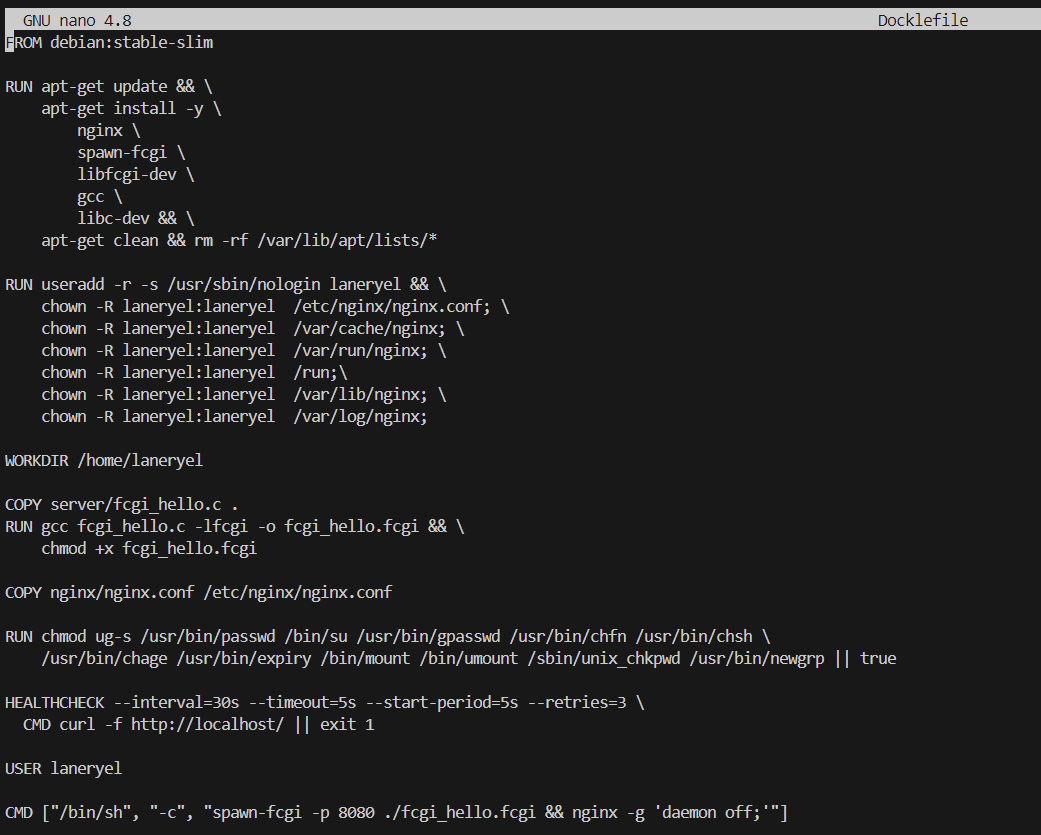 GNU nano 4.8 Docklefile
FROM debian:stable-slim
RUN apt-get update && \
apt-get install -y \
nginx \
spawn-fcgi \
libfcgi-dev \
gcc \
libc-dev && \
apt-get clean && rm -rf /var/lib/apt/lists/*
RUN useradd -r -s /usr/sbin/nologin laneryel && \
chown -R laneryel:laneryel  /etc/nginx/nginx.conf; \
chown -R laneryel:laneryel  /var/cache/nginx; \
chown -R laneryel:laneryel  /var/run/nginx; \
chown -R laneryel:laneryel  /run;\
chown -R laneryel:laneryel  /var/lib/nginx; \
chown -R laneryel:laneryel  /var/log/nginx;
WORKDIR /home/laneryel
COPY server/fcgi_hello.c .
RUN gcc fcgi_hello.c -lfcgi -o fcgi_hello.fcgi && \
chmod +x fcgi_hello.fcgi
COPY nginx/nginx.conf /etc/nginx/nginx.conf
RUN chmod ug-s /usr/bin/passwd /bin/su /usr/bin/gpasswd /usr/bin/chfn /usr/bin/chsh \
/usr/bin/chage /usr/bin/expiry /bin/mount /bin/umount /sbin/unix_chkpwd /usr/bin/newgrp || true
HEALTHCHECK --interval=30s --timeout=5s --start-period=5s --retries=3 \
CMD curl -f http://localhost/ || exit 1
USER laneryel
CMD ["/bin/sh", "-c", "spawn-fcgi -p 8080 ./fcgi_hello.fcgi && nginx -g 'daemon off;'"]